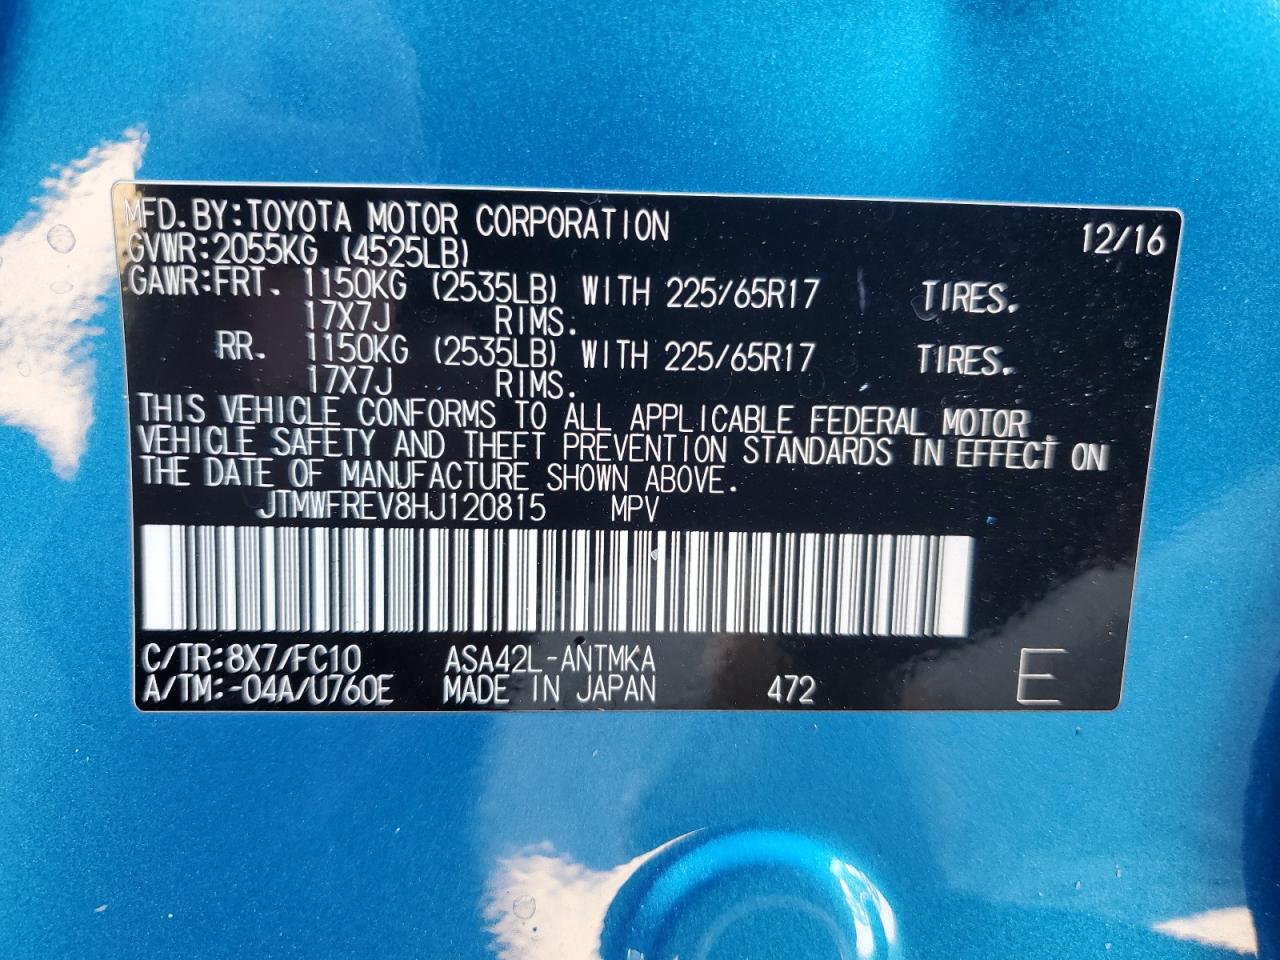 MFD.BY:TOYOTA MOTOR CORPORATION 12/16
GVWR:2055KG (4525LB)
GAWR:FRT. 1150KG (2535LB) WITH 225/65R17 TIRES.
17X7J RIMS.
RR. 1150KG (2535LB) WITH 225/65R17 TIRES.
17X7J RIMS.
THIS VEHICLE CONFORMS TO ALL APPLICABLE FEDERAL MOTOR
VEHICLE SAFETY AND THEFT PREVENTION STANDARDS IN EFFECT ON
THE DATE OF MANUFACTURE SHOWN ABOVE.
JTMWFREV8HJ120815 MPV
C/TR:8X7/FC10 ASA42L-ANTMKA
A/TM:-04A/U760E MADE IN JAPAN 472 E